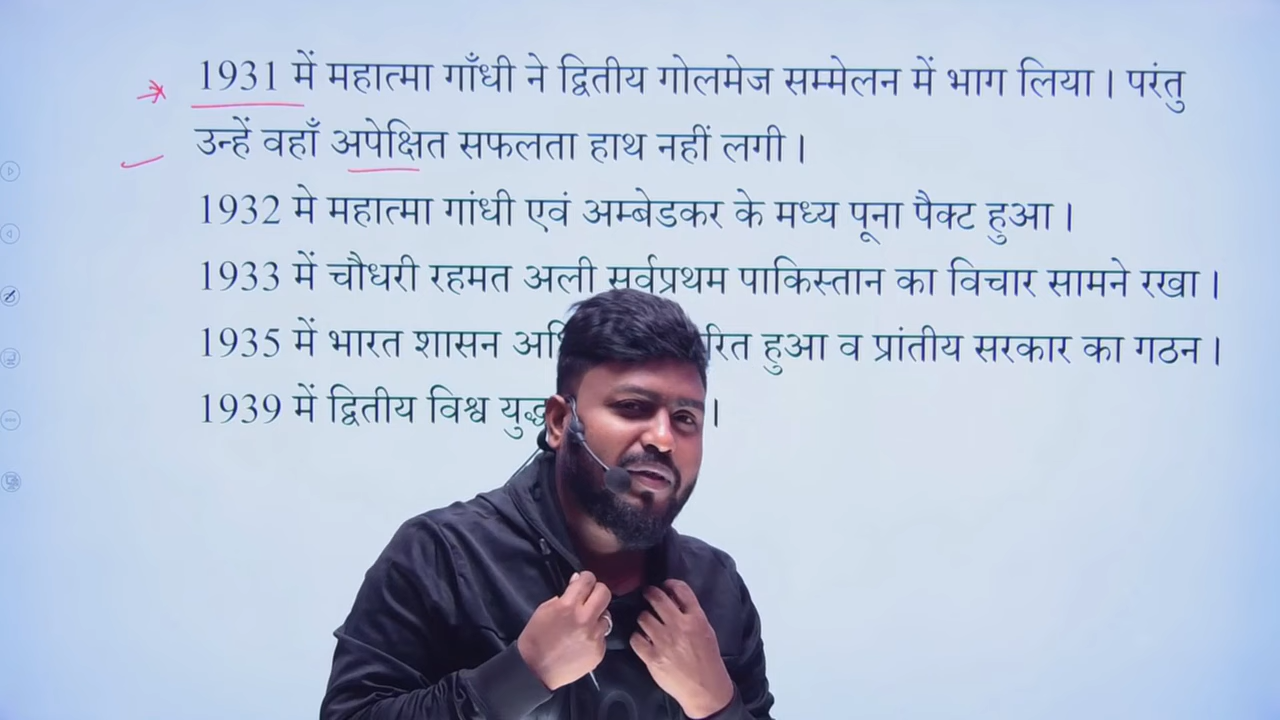 1931 में महात्मा गाँधी ने द्वितीय गोलमेज सम्मेलन में भाग लिया। परंतु
उन्हें वहाँ अपेक्षित सफलता हाथ नहीं लगी।
1932 मे महात्मा गांधी एवं अम्बेडकर के मध्य पूना पैक्ट हुआ।
1933 में चौधरी रहमत अली सर्वप्रथम पाकिस्तान का विचार सामने रखा।
1935 में भारत शासन हुआ व प्रांतीय सरकार का गठन।
1939 में द्वितीय विश्व युद्ध ।